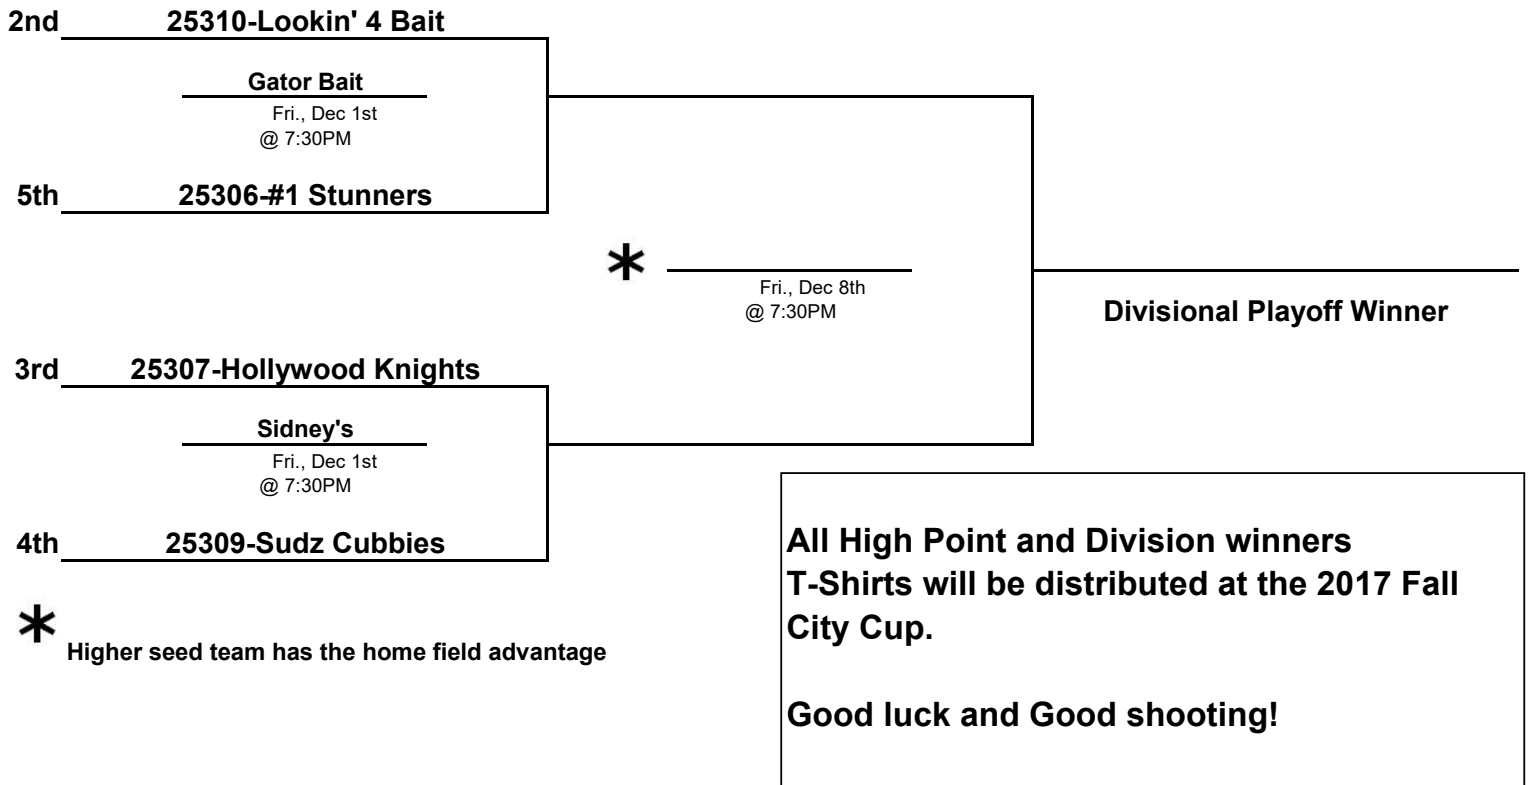 2nd 25310-Lookin' 4 Bait
Gator Bait
Fri., Dec 1st
@ 7:30PM
5th 25306-#1 Stunners
*
Fri., Dec 8th
@ 7:30PM
Divisional Playoff Winner
3rd 25307-Hollywood Knights
Sidney's
Fri., Dec 1st
@ 7:30PM
4th 25309-Sudz Cubbies
* Higher seed team has the home field advantage
All High Point and Division winners
T-Shirts will be distributed at the 2017 Fall
City Cup.
Good luck and Good shooting!